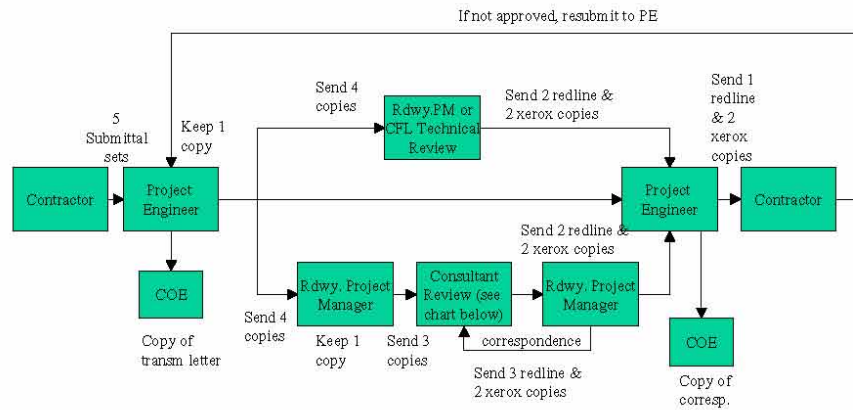 If not approved, resubmit to PE
Send 4
copies
Rdwy.PM or
CFL Technical
Review
Send 2 redline &
2 xerox copies
Send 1
redline
& 2
xerox
copies
5
Submittal
sets
Keep 1
copy
Contractor
Project
Engineer
Project
Engineer
Contractor
Send 2 redline &
2 xerox copies
COE
Copy of
transm letter
Send 4
copies
Rdwy. Project
Manager
Keep 1
copy
Send 3
copies
Consultant
Review (see
chart below)
Rdwy. Project
Manager
correspondence
Send 3 redline &
2 xerox copies
COE
Copy of
corresp.